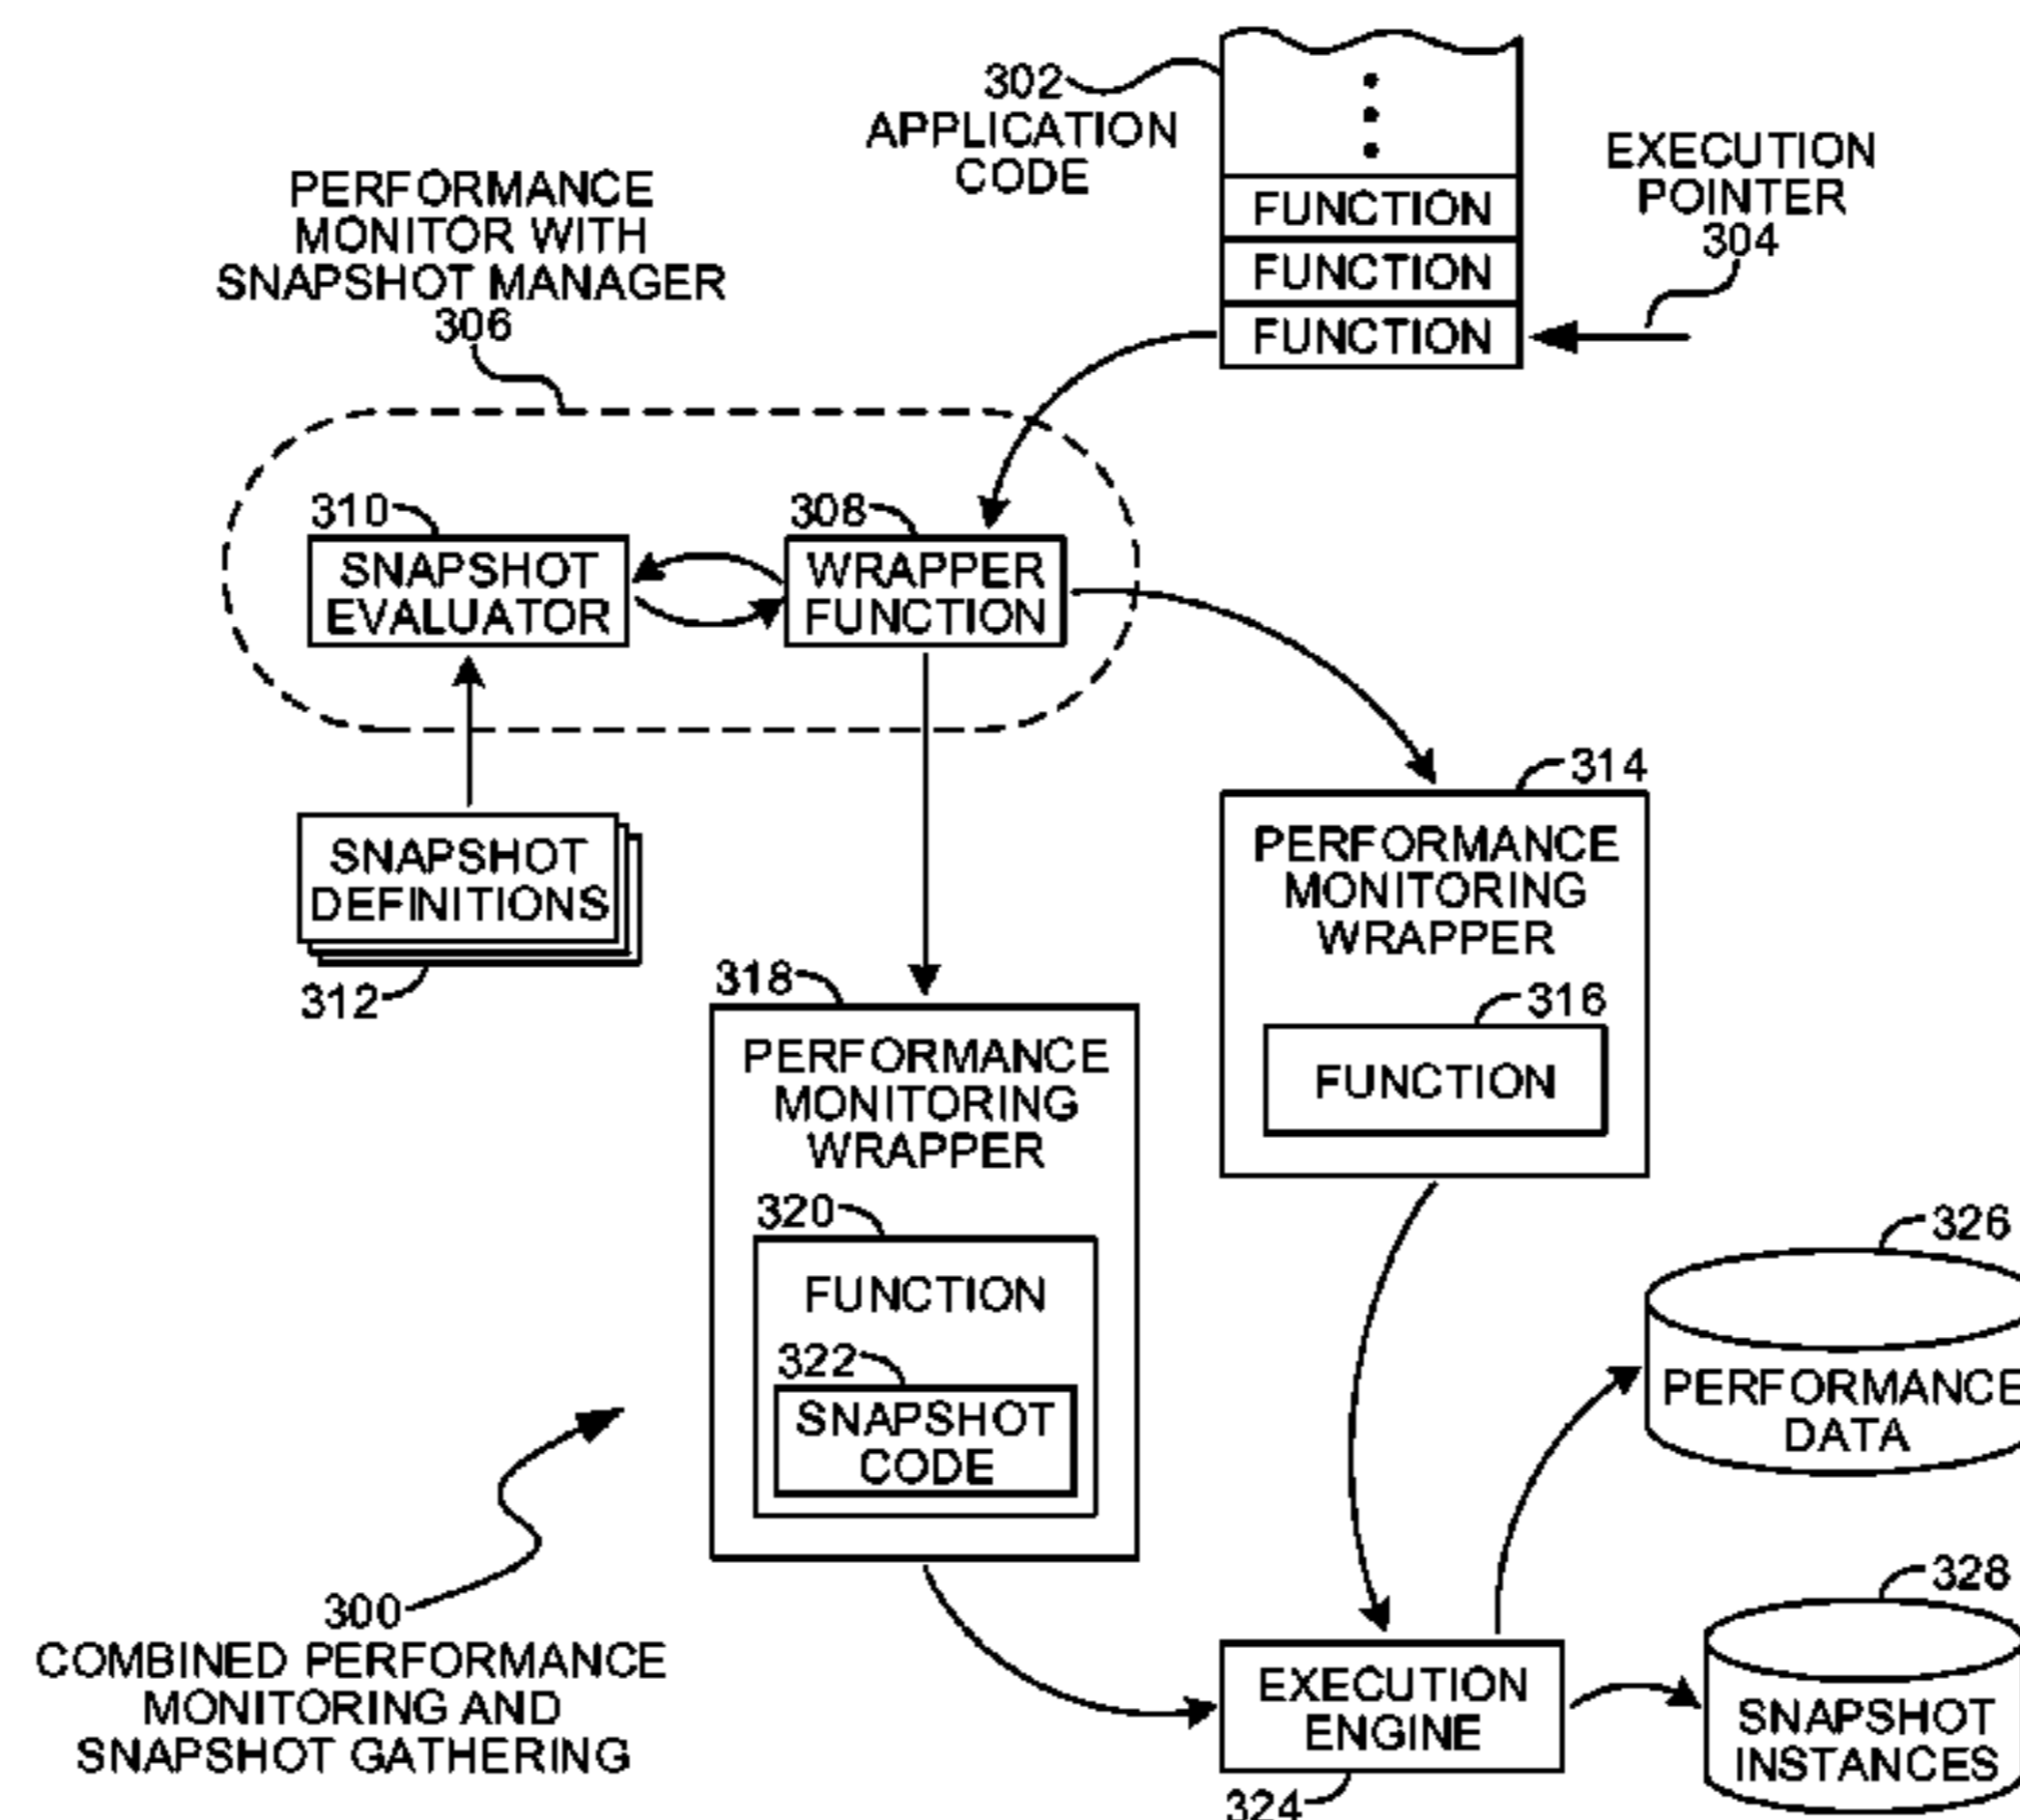 302
APPLICATION
CODE
FUNCTION
FUNCTION
FUNCTION
EXECUTION
POINTER
304
PERFORMANCE
MONITOR WITH
SNAPSHOT MANAGER
306
310
SNAPSHOT
EVALUATOR
308
WRAPPER
FUNCTION
SNAPSHOT
DEFINITIONS
312
314
PERFORMANCE
MONITORING
WRAPPER
316
FUNCTION
318
PERFORMANCE
MONITORING
WRAPPER
320
FUNCTION
322
SNAPSHOT
CODE
326
PERFORMANCE
DATA
328
SNAPSHOT
INSTANCES
EXECUTION
ENGINE
324
300
COMBINED PERFORMANCE
MONITORING AND
SNAPSHOT GATHERING